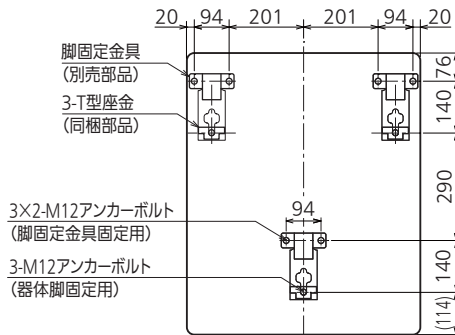 20 94 201 201 94 20
脚固定金具
(別売部品)
3-T型座金
(同梱部品)
76
140
290
3×2-M12アンカーボルト
(脚固定金具固定用)
94
3-M12アンカーボルト
(器体脚固定用)
140
(114)